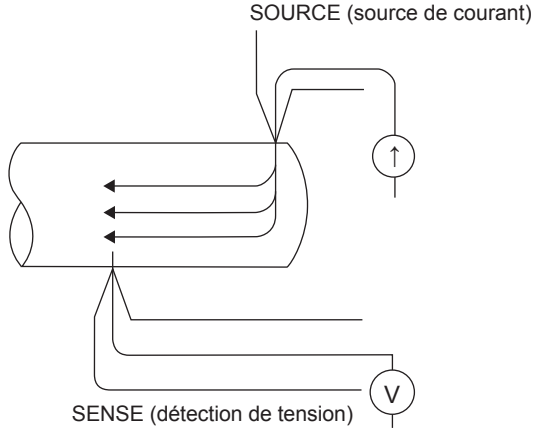 SOURCE (source de courant)
↑
V
SENSE (détection de tension)